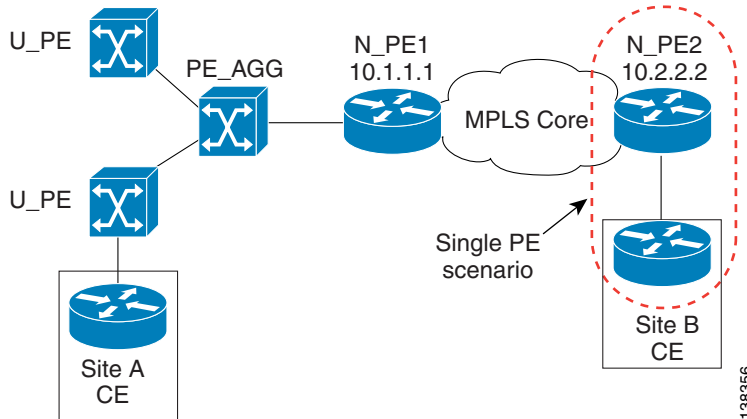 U_PE
PE_AGG
N_PE1
10.1.1.1
N_PE2
10.2.2.2
MPLS Core
U_PE
Single PE
scenario
Site A
CE
Site B
CE
138356